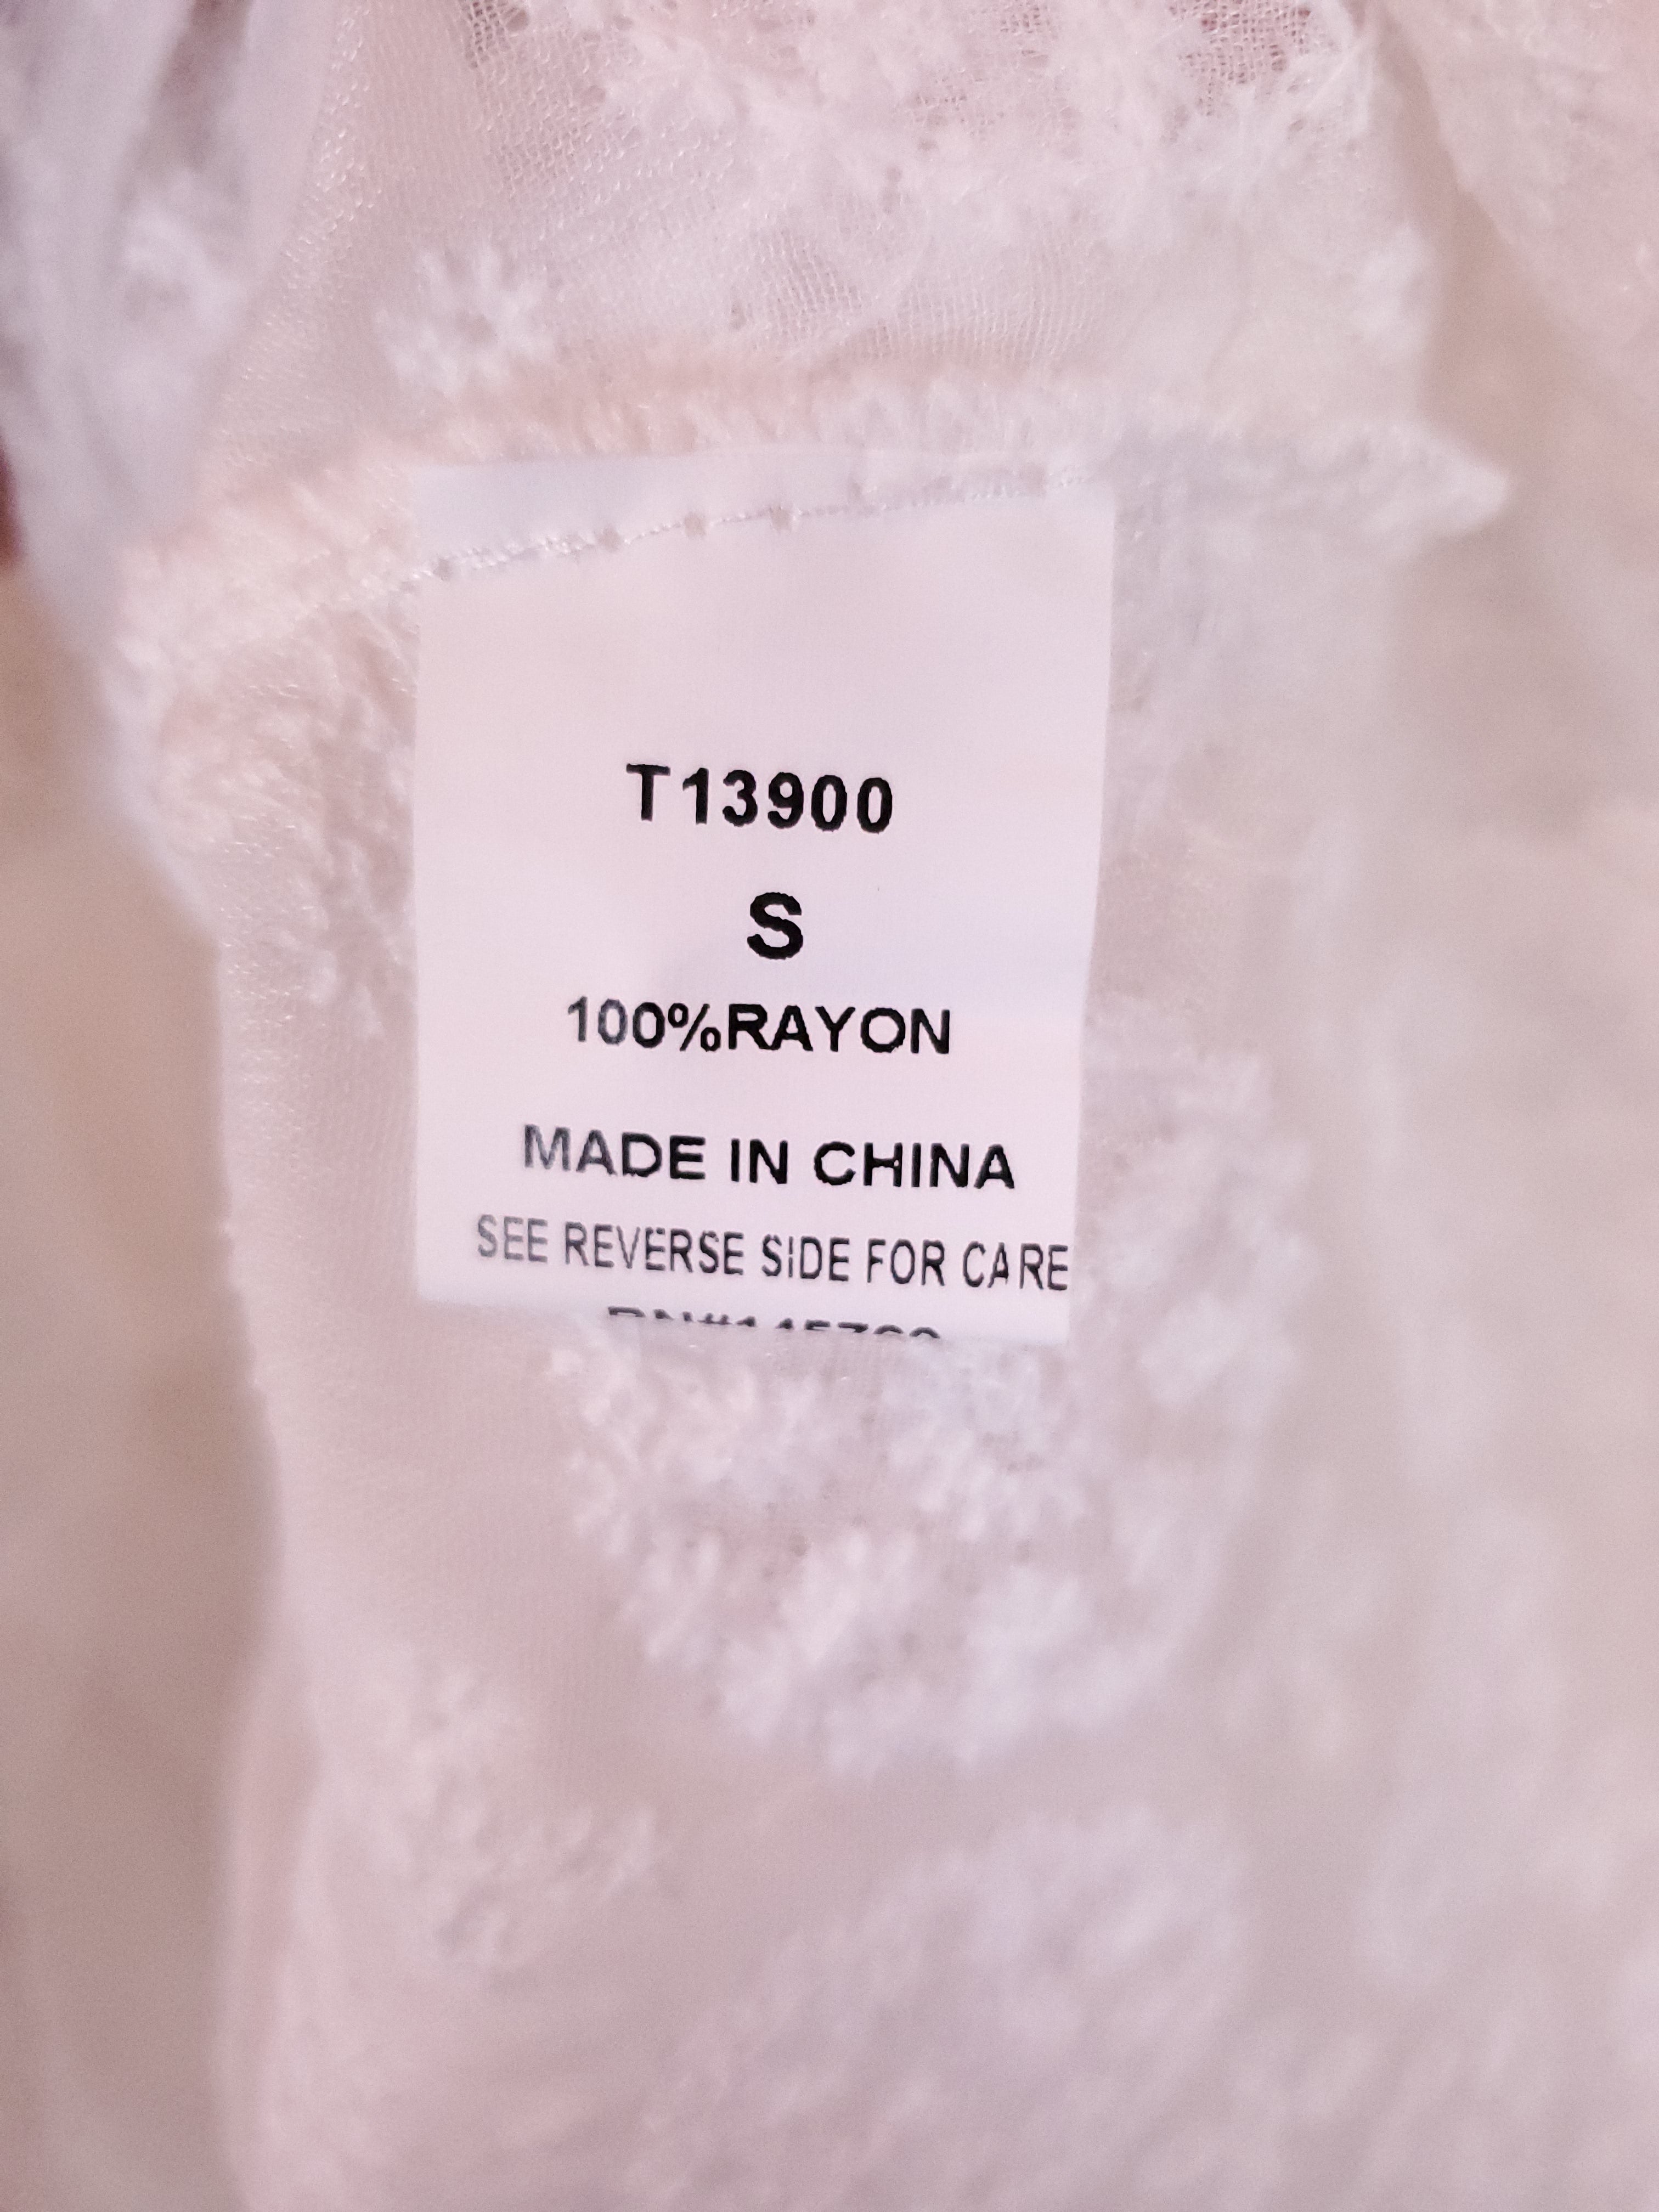 T13900
S
100%RAYON
MADE IN CHINA
SEE REVERSE SIDE FOR CARE